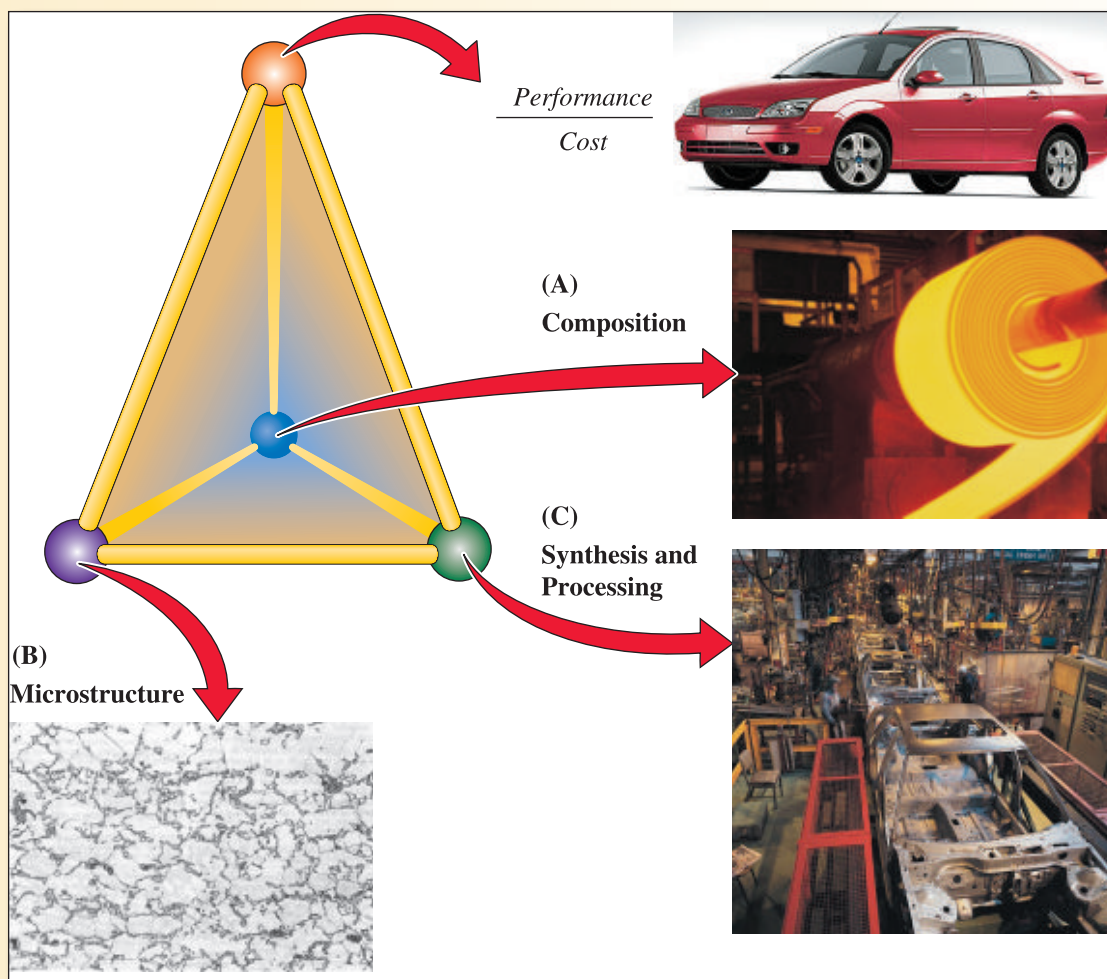 Performance
Cost
(A)
Composition
(C)
Synthesis and
Processing
(B)
Microstructure